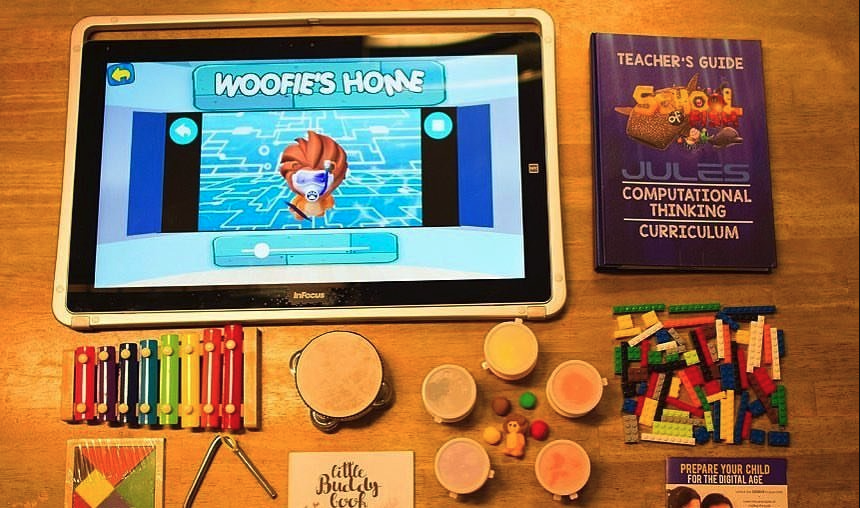 WOOFIE'S HOME
InFocus
TEACHER'S GUIDE
SCHOOL
OF
JULES
COMPUTATIONAL
THINKING
CURRICULUM
little
Buddy
book
PREPARE YOUR CHILD
FOR THE DIGITAL AGE